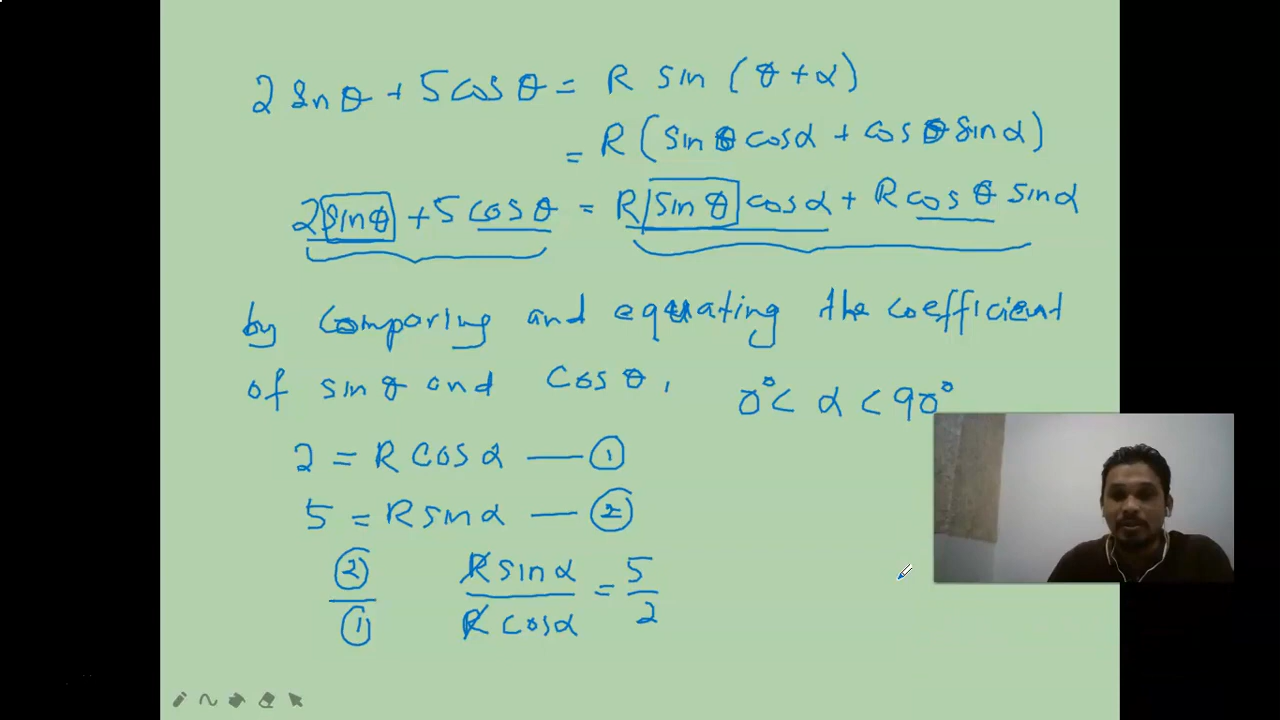 2 sin θ + 5 cos θ = R sin (θ + α)
= R (sin θ cos α + cos θ sin α)
2 sin θ + 5 cos θ = R sin θ cos α + R cos θ sin α
by comparing and equating the coefficient
of sin θ and cos θ,
0° < α < 90°
2 = R cos α — ①
5 = R sin α — ②
②/① R sin α / R cos α = 5/2